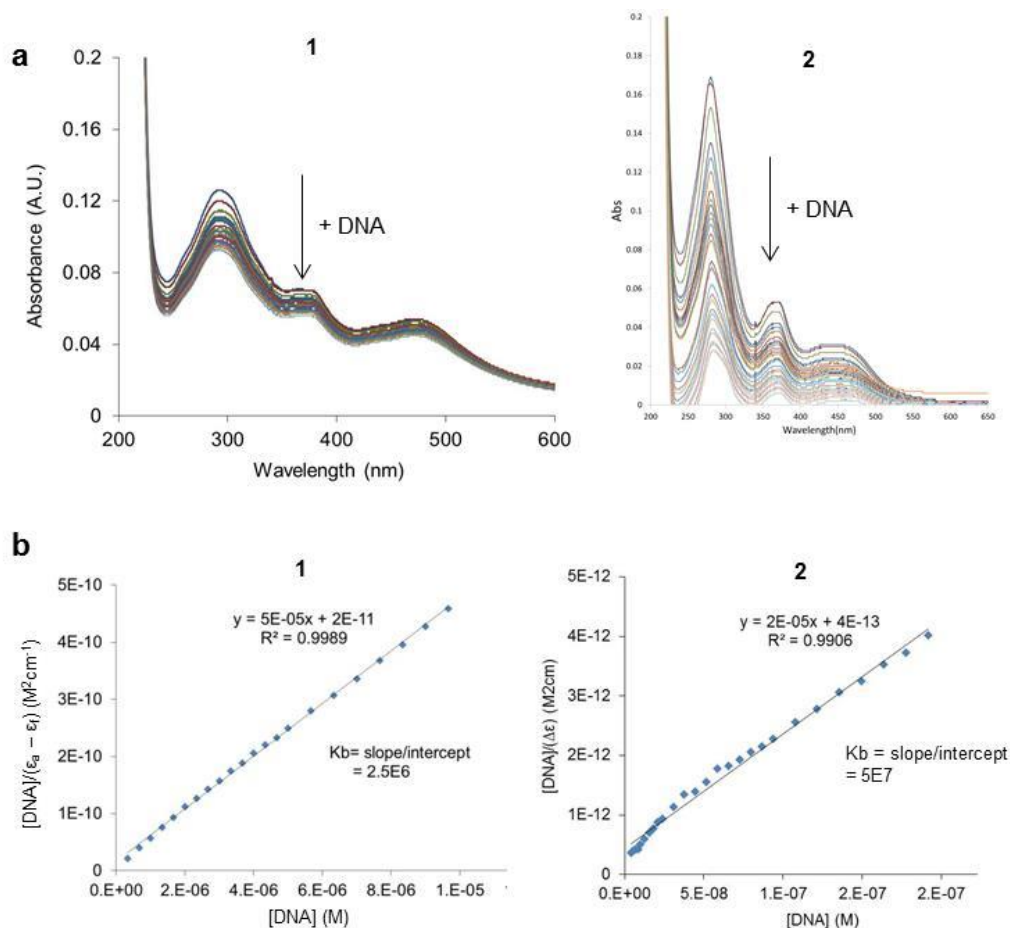 a
1
0.2
0.16
0.12
0.08
0.04
0
Absorbance (A.U.)
+ DNA
200 300 400 500 600
Wavelength (nm)
2
0.2
0.18
0.16
0.14
0.12
0.1
0.08
0.06
0.04
0.02
0
Abs
+ DNA
200 250 300 350 400 450 500 550 600 650
Wavelength(nm)
b
1
5E-10
4E-10
3E-10
2E-10
1E-10
0
[DNA]/(εa – εf) (M²cm⁻¹)
y = 5E-05x + 2E-11
R² = 0.9989
Kb= slope/intercept
= 2.5E6
0.E+00 2.E-06 4.E-06 6.E-06 8.E-06 1.E-05
[DNA] (M)
2
5E-12
4E-12
3E-12
2E-12
1E-12
0
[DNA]/(Δε) (M2cm)
y = 2E-05x + 4E-13
R² = 0.9906
Kb = slope/intercept
= 5E7
0.E+00 5.E-08 1.E-07 2.E-07 2.E-07
[DNA] (M)